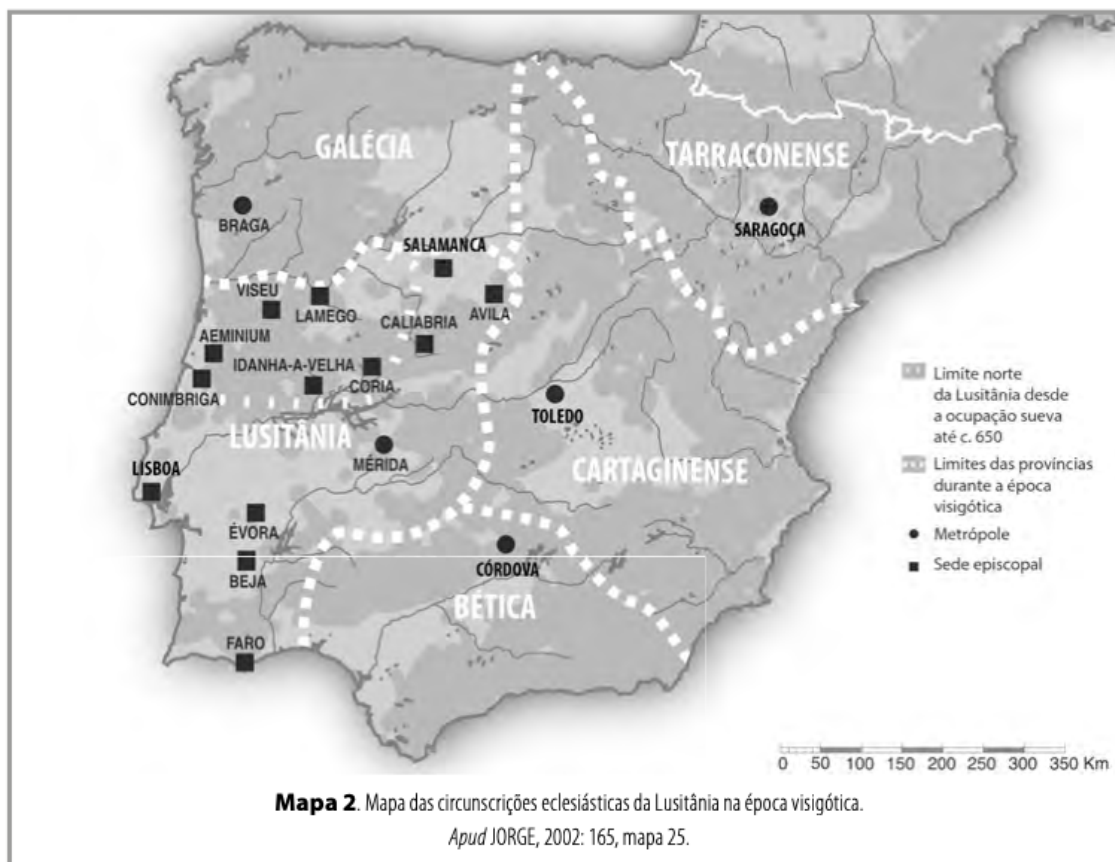 GALÉCIA
TARRACONENSE
BRAGA
SARAGOÇA
SALAMANCA
VISEU
LAMEGO
AVILA
CALIABRIA
AEMINIUM
IDANHA-A-VELHA
CORIA
CONIMBRIGA
TOLEDO
LUSITÂNIA
MÉRIDA
CARTAGINENSE
LISBOA
ÉVORA
CÓRDOVA
BEJA
BÉTICA
FARO
Limite norte
da Lusitânia desde
a ocupação sueva
até c. 650
Limites das províncias
durante a época
visigótica
Metrópole
Sede episcopal
0 50 100 150 200 250 300 350 Km
Mapa 2. Mapa das circunscrições eclesiásticas da Lusitânia na época visigótica.
Apud JORGE, 2002: 165, mapa 25.